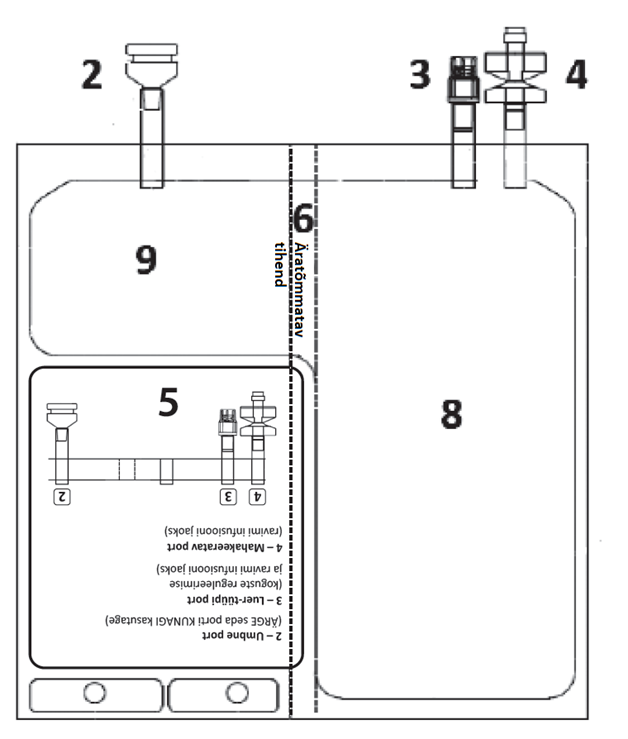 2
3
4
6
Äratõmmatav
tihend
9
8
5
2 – Umbne port
(ÄRGE seda porti KUNAGI kasutage)
3 – Luer-tüüpi port
(koguste reguleerimise
ja ravimi infusiooni jaoks)
4 – Mahakeeratav port
(ravimi infusiooni jaoks)
4 3 2